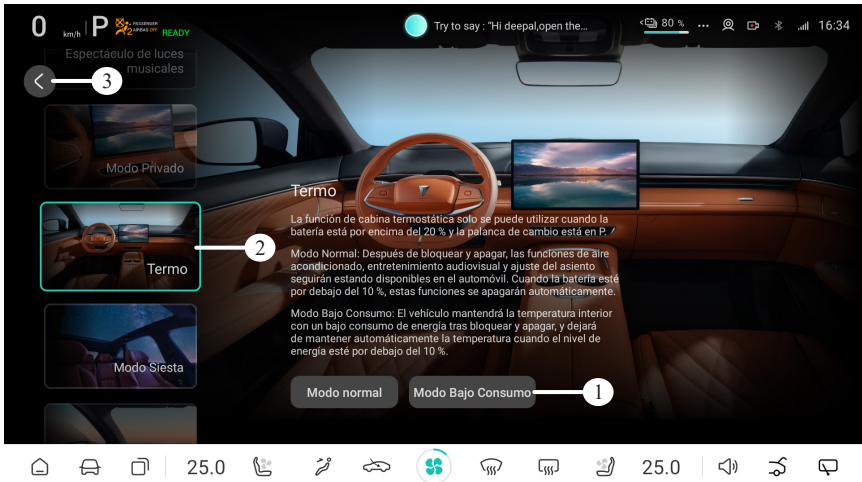 0 km/h P PASSENGER AIRBAG OFF READY
Try to say : "Hi deepal,open the...
80 %
16:34
Espectáculo de luces
musicales
3
Modo Privado
Termo
2
Modo Siesta
Termo
La función de cabina termostática solo se puede utilizar cuando la
batería está por encima del 20 % y la palanca de cambio está en P.
Modo Normal: Después de bloquear y apagar, las funciones de aire
acondicionado, entretenimiento audiovisual y ajuste del asiento
seguirán estando disponibles en el automóvil. Cuando la batería esté
por debajo del 10 %, estas funciones se apagarán automáticamente.
Modo Bajo Consumo: El vehículo mantendrá la temperatura interior
con un bajo consumo de energía tras bloquear y apagar, y dejará
de mantener automáticamente la temperatura cuando el nivel de
energía esté por debajo del 10 %.
Modo normal
Modo Bajo Consumo
1
25.0
25.0